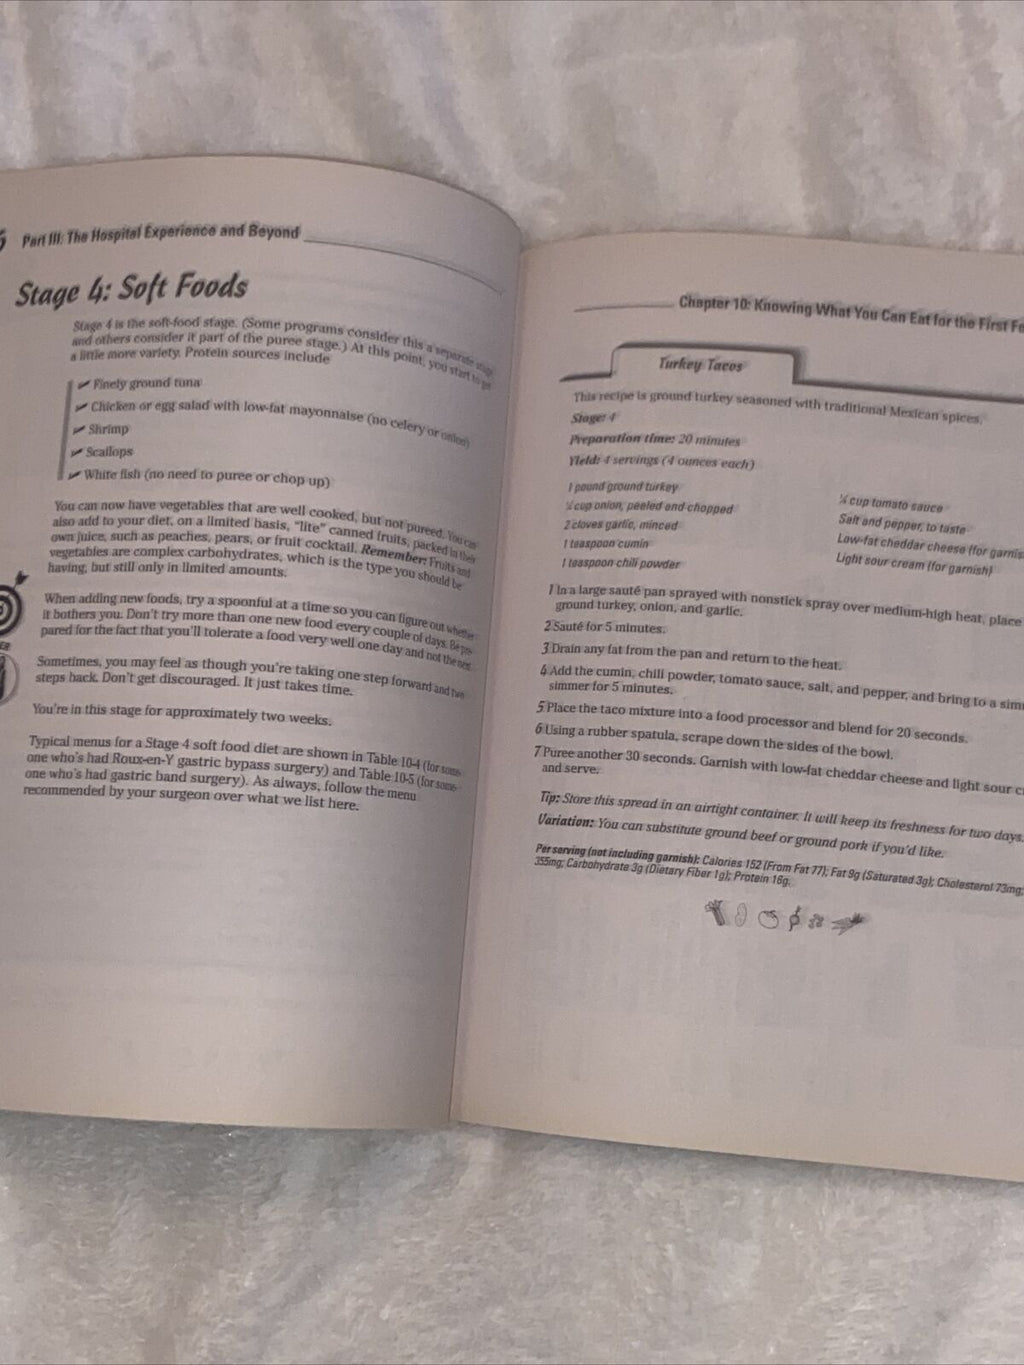 Part III: The Hospital Experience and Beyond
Stage 4: Soft Foods
Stage 4 is the soft-food stage. (Some programs consider this a separate stage
and others consider it part of the puree stage.) At this point, you start to get
a little more variety. Protein sources include
✔ Finely ground tuna
✔ Chicken or egg salad with low-fat mayonnaise (no celery or onion)
✔ Shrimp
✔ Scallops
✔ White fish (no need to puree or chop up)
You can now have vegetables that are well cooked, but not pureed. You can
also add to your diet, on a limited basis, "lite" canned fruits, packed in their
own juice, such as peaches, pears, or fruit cocktail. Remember: Fruits and
vegetables are complex carbohydrates, which is the type you should be
having, but still only in limited amounts.
When adding new foods, try a spoonful at a time so you can figure out whether
it bothers you. Don't try more than one new food every couple of days. Be pre-
pared for the fact that you'll tolerate a food very well one day and not the next.
Sometimes, you may feel as though you're taking one step forward and two
steps back. Don't get discouraged. It just takes time.
You're in this stage for approximately two weeks.
Typical menus for a Stage 4 soft food diet are shown in Table 10-4 (for some-
one who's had Roux-en-Y gastric bypass surgery) and Table 10-5 (for some-
one who's had gastric band surgery). As always, follow the menu
recommended by your surgeon over what we list here.
Chapter 10: Knowing What You Can Eat for the First Fe
Turkey Tacos
This recipe is ground turkey seasoned with traditional Mexican spices.
Stage: 4
Preparation time: 20 minutes
Yield: 4 servings (4 ounces each)
1 pound ground turkey
cup onion, peeled and chopped
2 cloves garlic, minced
1 teaspoon cumin
1 teaspoon chili powder
cup tomato sauce
Salt and pepper, to taste
Low-fat cheddar cheese (for garnis
Light sour cream (for garnish)
1 In a large sauté pan sprayed with nonstick spray over medium-high heat, place
ground turkey, onion, and garlic.
2 Sauté for 5 minutes.
3 Drain any fat from the pan and return to the heat.
4 Add the cumin, chili powder, tomato sauce, salt, and pepper, and bring to a sim
simmer for 5 minutes.
5 Place the taco mixture into a food processor and blend for 20 seconds.
6 Using a rubber spatula, scrape down the sides of the bowl.
7 Puree another 30 seconds. Garnish with low-fat cheddar cheese and light sour c
and serve.
Tip: Store this spread in an airtight container. It will keep its freshness for two days.
Variation: You can substitute ground beef or ground pork if you'd like.
Per serving (not including garnish): Calories 152 (From Fat 77); Fat 9g (Saturated 3g); Cholesterol 73mg;
355mg; Carbohydrate 3g (Dietary Fiber 1g); Protein 16g.